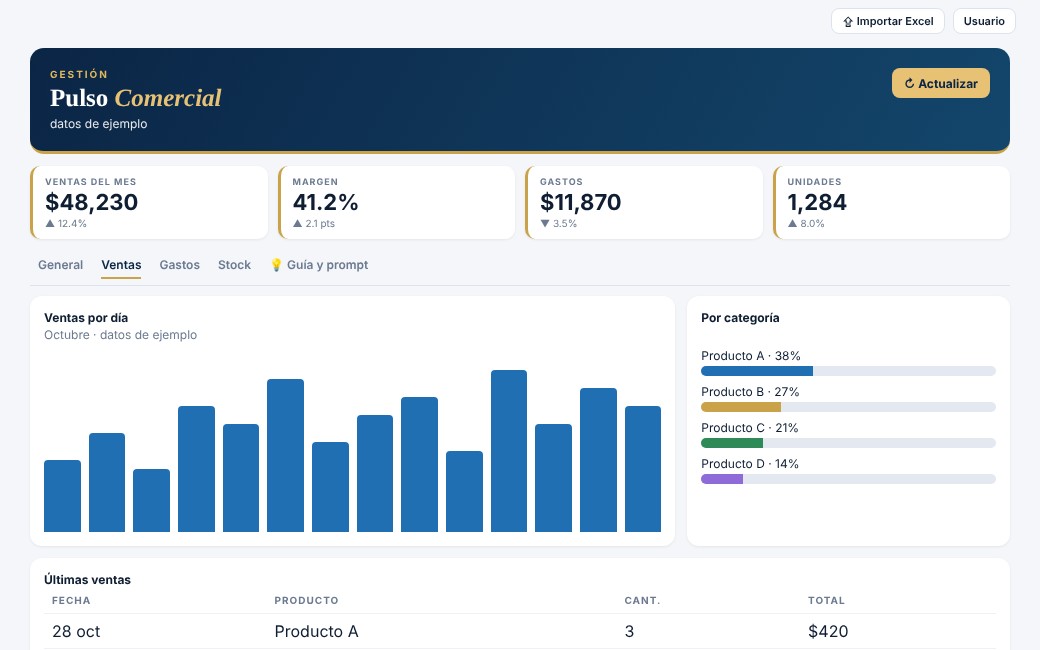 ⇪ Importar Excel
Usuario
GESTIÓN
Pulso Comercial
datos de ejemplo
↻ Actualizar
VENTAS DEL MES
$48,230
▲ 12.4%
MARGEN
41.2%
▲ 2.1 pts
GASTOS
$11,870
▼ 3.5%
UNIDADES
1,284
▲ 8.0%
General
Ventas
Gastos
Stock
💡 Guía y prompt
Ventas por día
Octubre · datos de ejemplo
Por categoría
Producto A · 38%
Producto B · 27%
Producto C · 21%
Producto D · 14%
Últimas ventas
FECHA PRODUCTO CANT. TOTAL
28 oct Producto A 3 $420